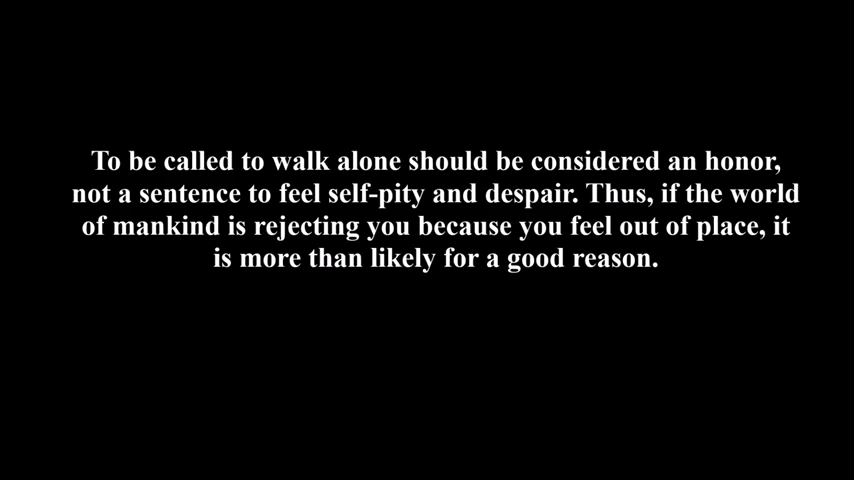 To be called to walk alone should be considered an honor,
not a sentence to feel self-pity and despair. Thus, if the world
of mankind is rejecting you because you feel out of place, it
is more than likely for a good reason.